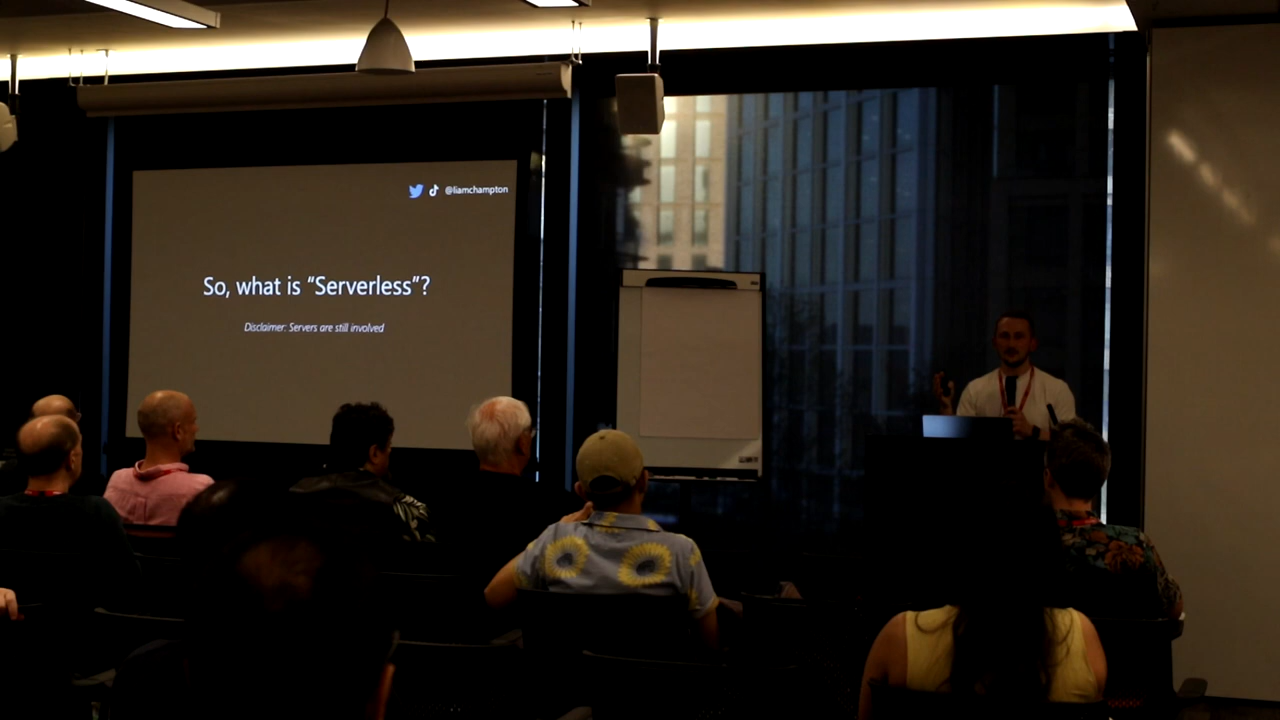 @liamchampton
So, what is “Serverless”?
Disclaimer: Servers are still involved